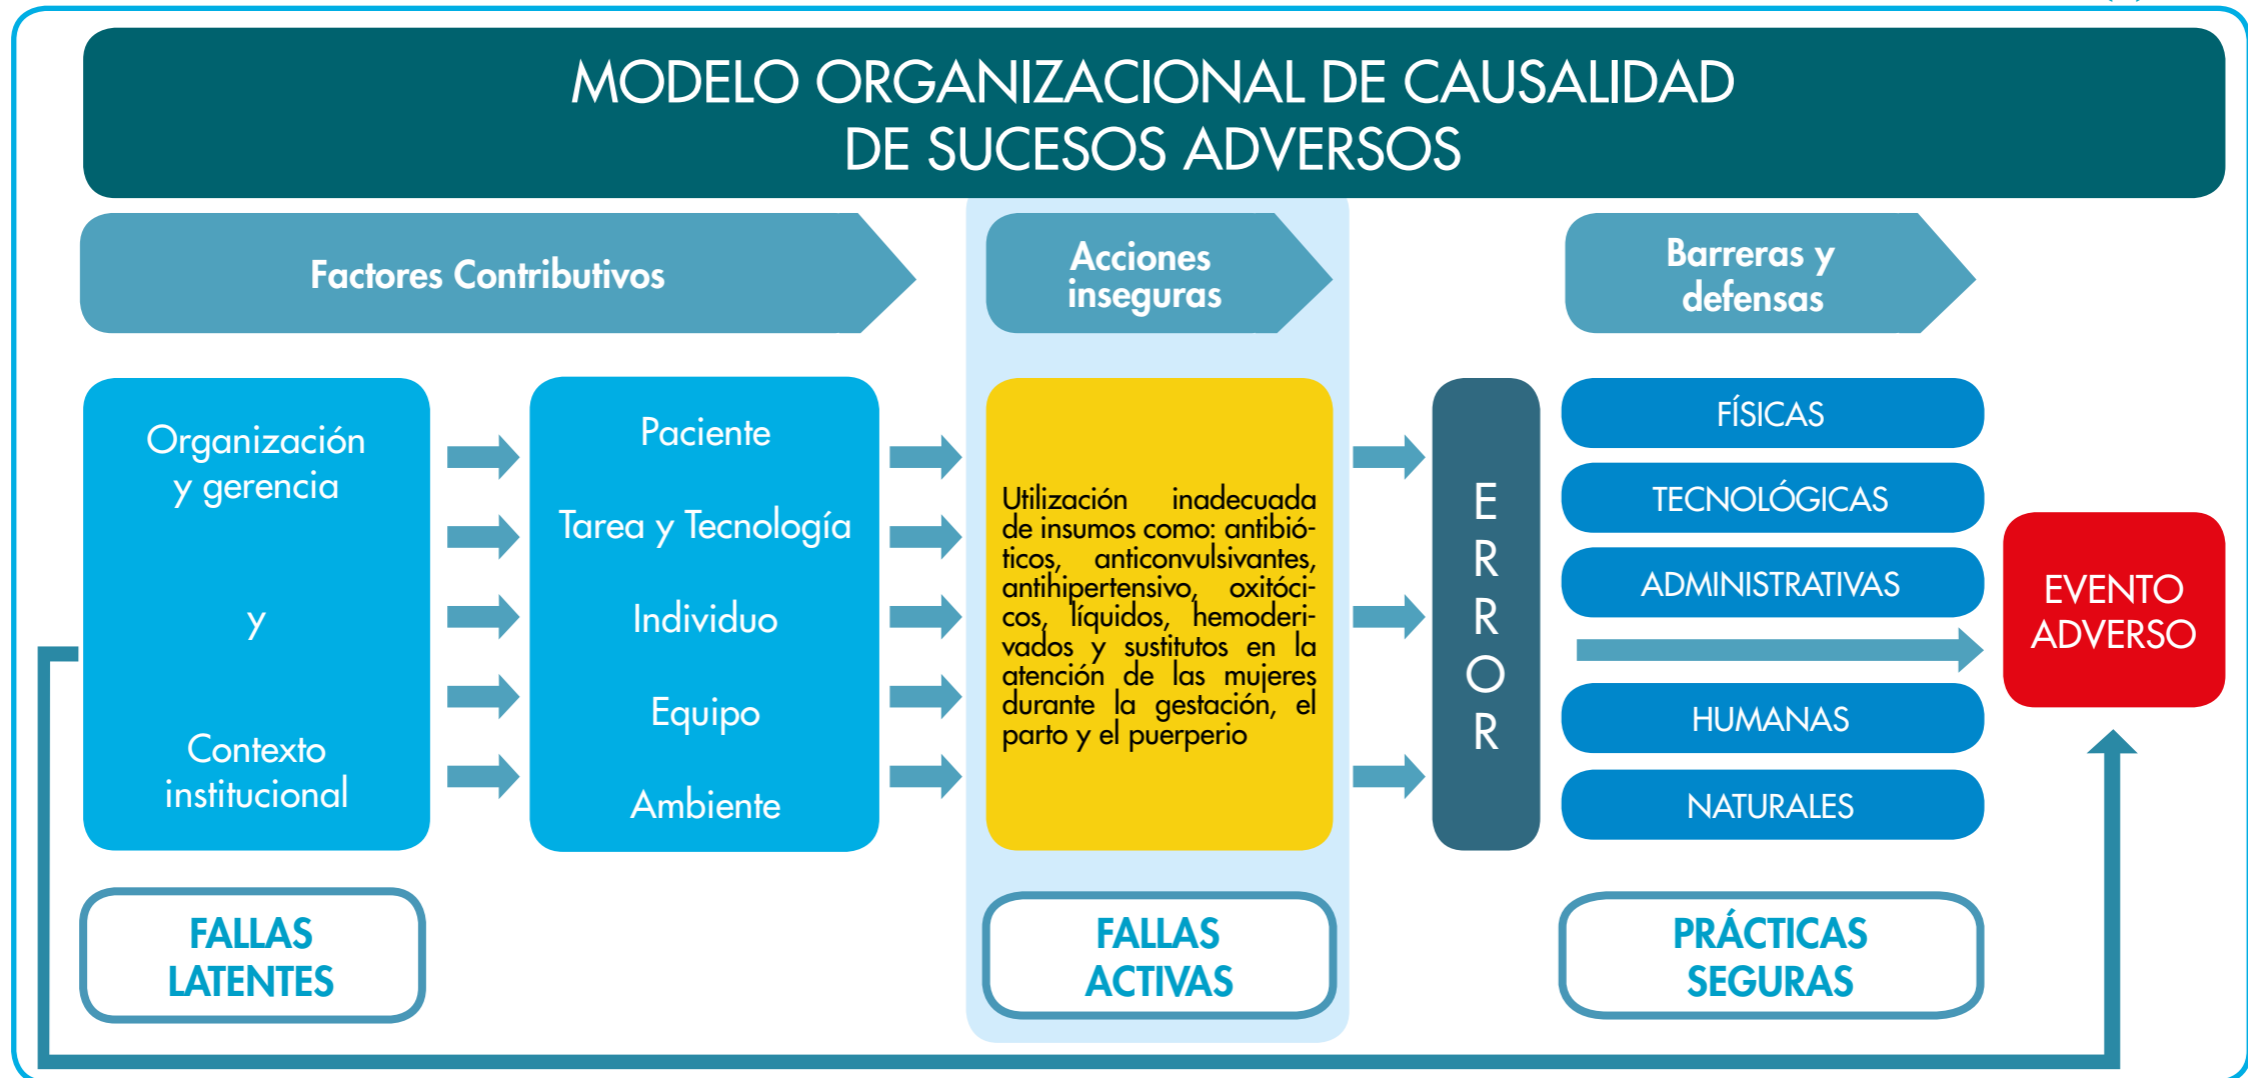 MODELO ORGANIZACIONAL DE CAUSALIDAD
DE SUCESOS ADVERSOS
Factores Contributivos
Acciones
inseguras
Barreras y
defensas
Organización
y gerencia
y
Contexto
institucional
Paciente
Tarea y Tecnología
Individuo
Equipo
Ambiente
Utilización inadecuada
de insumos como: antibió-
ticos, anticonvulsivantes,
antihipertensivo, oxitóci-
cos, líquidos, hemoderi-
vados y sustitutos en la
atención de las mujeres
durante la gestación, el
parto y el puerperio
E
R
R
O
R
FÍSICAS
TECNOLÓGICAS
ADMINISTRATIVAS
HUMANAS
NATURALES
EVENTO
ADVERSO
FALLAS
LATENTES
FALLAS
ACTIVAS
PRÁCTICAS
SEGURAS